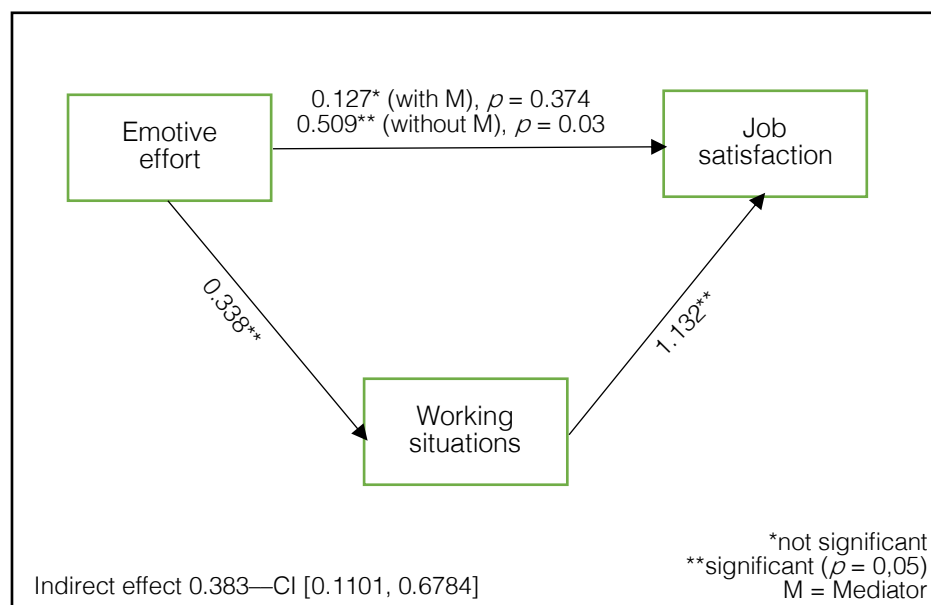 0.127* (with M), p = 0.374
0.509** (without M), p = 0.03
Emotive
effort
Job
satisfaction
0.338**
1.132**
Working
situations
*not significant
**significant (p = 0,05)
M = Mediator
Indirect effect 0.383—CI [0.1101, 0.6784]